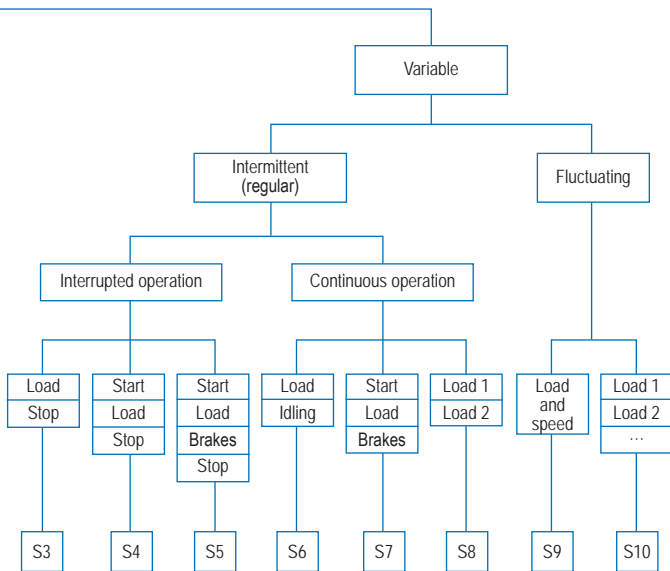 Variable
Intermittent
(regular)
Fluctuating
Interrupted operation
Continuous operation
Load
Stop
Start
Load
Stop
Start
Load
Brakes
Stop
Load
Idling
Start
Load
Brakes
Load 1
Load 2
Load
and
speed
Load 1
Load 2
...
S3
S4
S5
S6
S7
S8
S9
S10